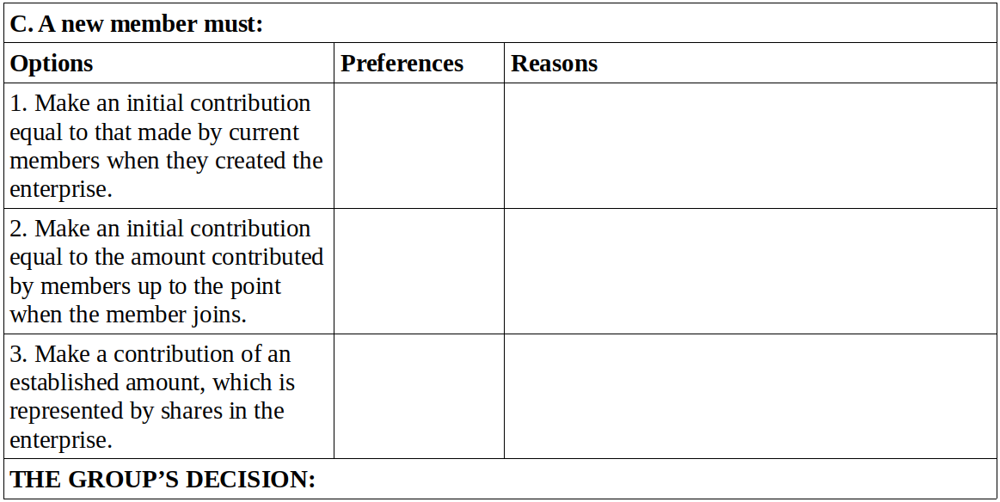 C. A new member must:
Options
Preferences
Reasons
1. Make an initial contribution
equal to that made by current
members when they created the
enterprise.
2. Make an initial contribution
equal to the amount contributed
by members up to the point
when the member joins.
3. Make a contribution of an
established amount, which is
represented by shares in the
enterprise.
THE GROUP’S DECISION: